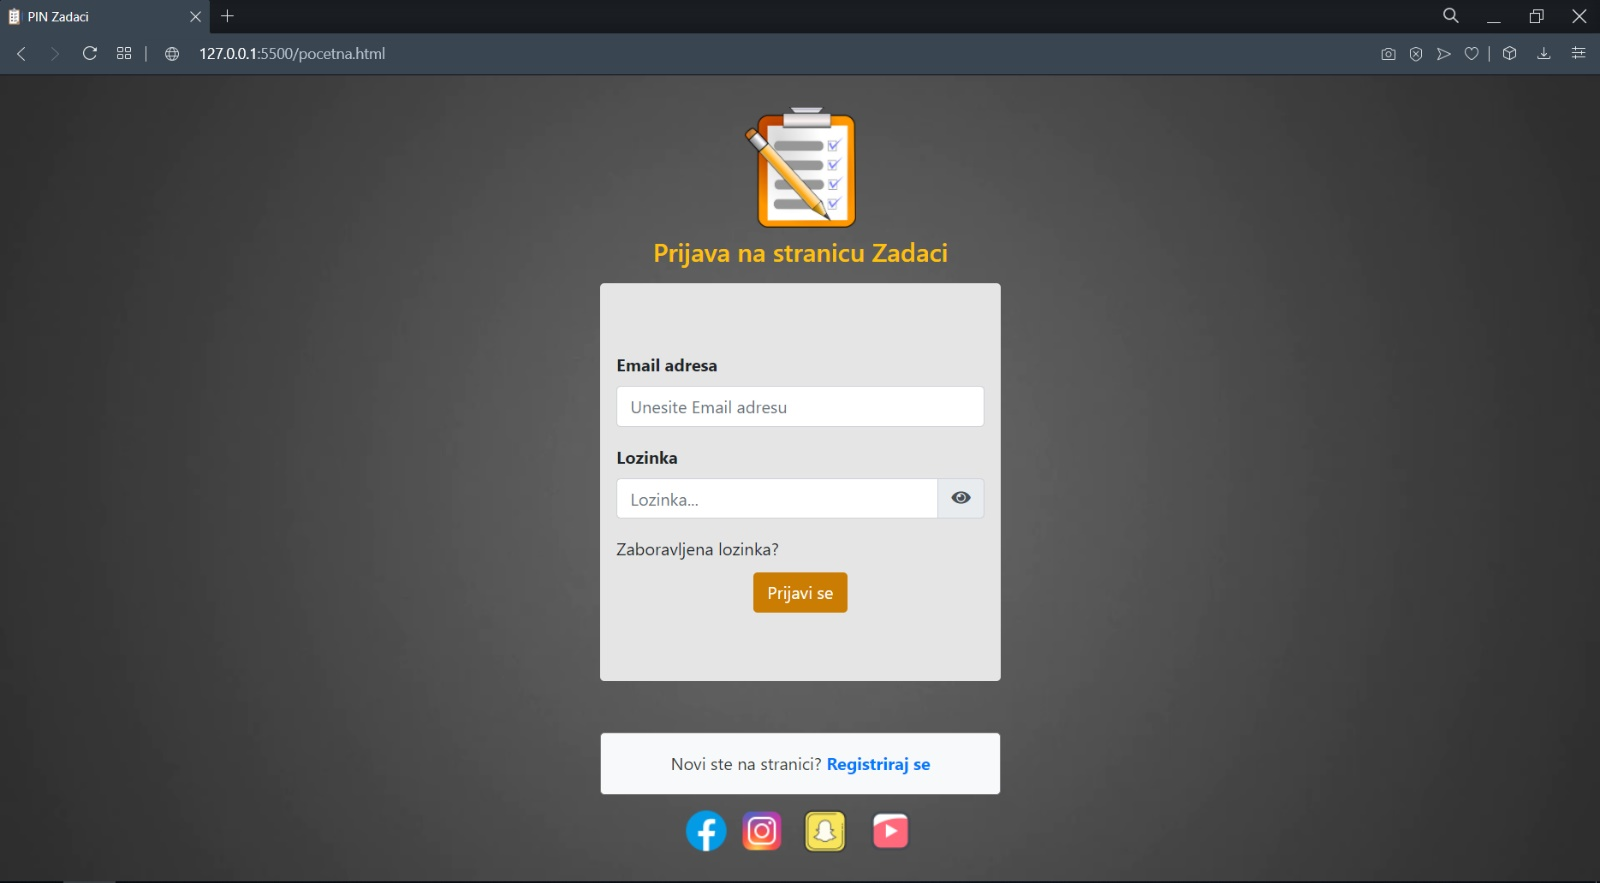 PIN Zadaci
127.0.0.1:5500/pocetna.html
Prijava na stranicu Zadaci
Email adresa
Unesite Email adresu
Lozinka
Lozinka...
Zaboravljena lozinka?
Prijavi se
Novi ste na stranici? Registriraj se